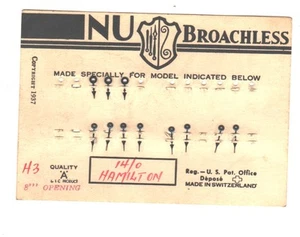 NU BROACHLESS
MADE SPECIALLY FOR MODEL INDICATED BELOW
COPYRIGHT 1937
H3
8''' OPENING
QUALITY
"A"
14/0
HAMILTON
Reg. - U. S. Pat. Office
Déposé
MADE IN SWITZERLAND